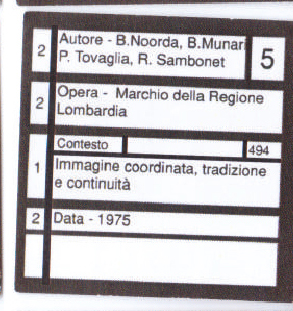 2 Autore - B.Noorda, B.Munari 5
P. Tovaglia, R. Sambonet
2 Opera - Marchio della Regione
Lombardia
Contesto 494
1 Immagine coordinata, tradizione
e continuità
2 Data - 1975